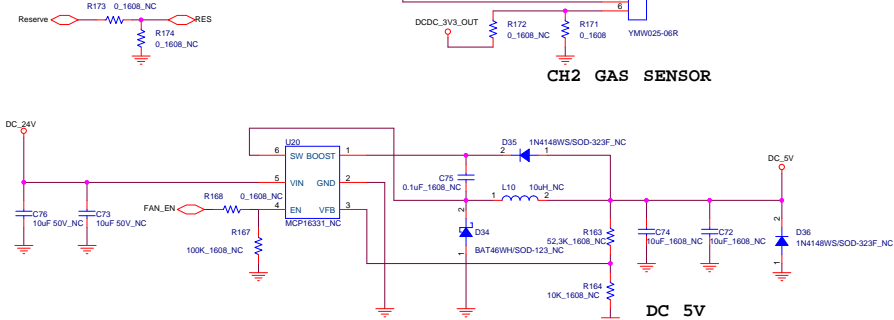 R173 0_1608_NC
Reserve
RES
R174
0_1608_NC
DCDC_3V3_OUT
R172
0_1608_NC
R171
0_1608
6
YMW025-06R
CH2 GAS SENSOR
DC_24V
U20
6 SW BOOST 1
5 VIN GND 2
4 EN VFB 3
MCP16331_NC
C76
10uF 50V_NC
C73
10uF 50V_NC
FAN_EN
R168 0_1608_NC
R167
100K_1608_NC
C75
0.1uF_1608_NC
D35 1N4148WS/SOD-323F_NC
2 1
L10 10uH_NC
1 2
2
D34
BAT46WH/SOD-123_NC
1
R163
52,3K_1608_NC
R164
10K_1608_NC
C74
10uF_1608_NC
C72
10uF_1608_NC
DC_5V
2
D36
1N4148WS/SOD-323F_NC
1
DC 5V